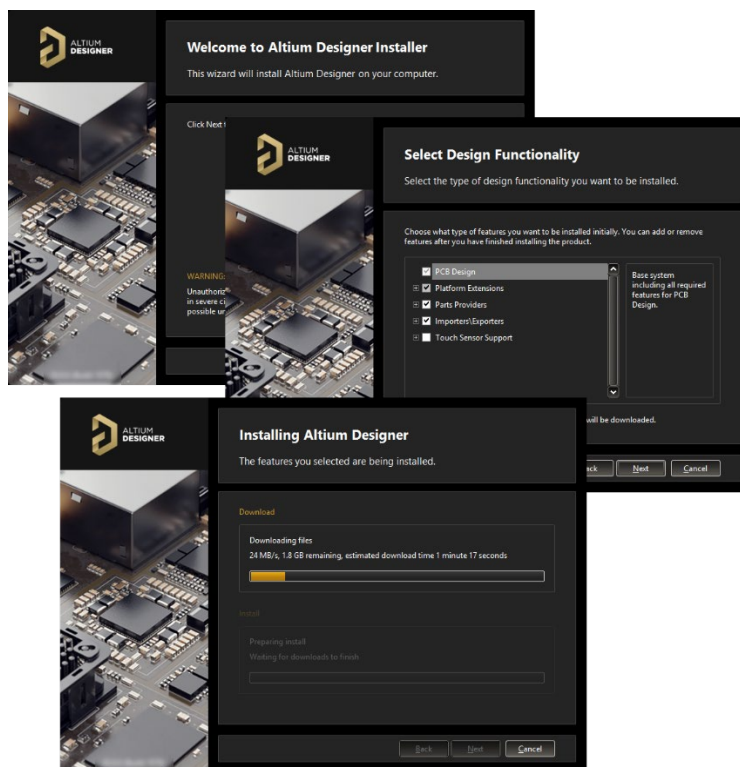 ALTIUM
DESIGNER
Welcome to Altium Designer Installer
This wizard will install Altium Designer on your computer.
Click Next
WARNING:
in severe
possible
ALTIUM
DESIGNER
Select Design Functionality
Select the type of design functionality you want to be installed.
Choose what type of features you want to be installed initially. You can add or remove
features after you have finished installing the product.
PCB Design
Platform Extensions
Parts Providers
Importers\Exporters
Touch Sensor Support
Base system
including all required
features for PCB
Design.
will be downloaded.
Next
Cancel
ALTIUM
DESIGNER
Installing Altium Designer
The features you selected are being installed.
Download
Downloading files
24 MB/s, 1.8 GB remaining, estimated download time 1 minute 17 seconds
Install
Preparing install
Waiting for downloads to finish
Back
Next
Cancel